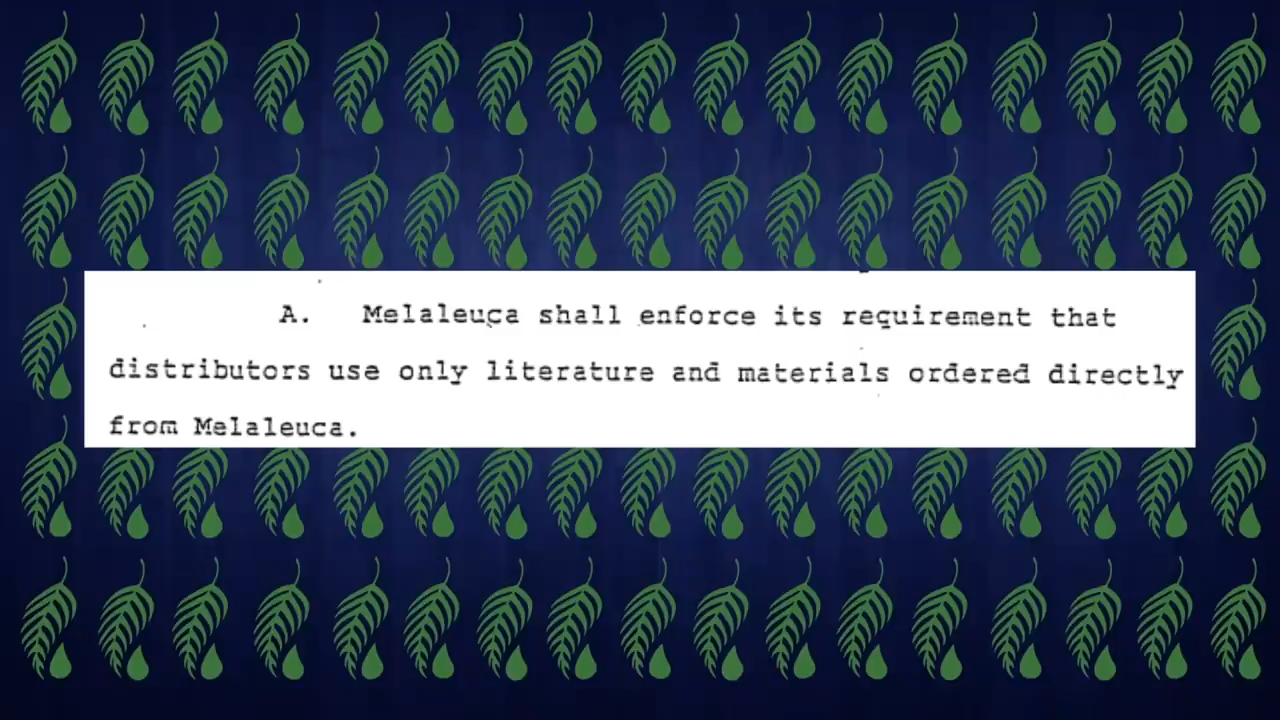 A. Melaleuca shall enforce its requirement that
distributors use only literature and materials ordered directly
from Melaleuca.